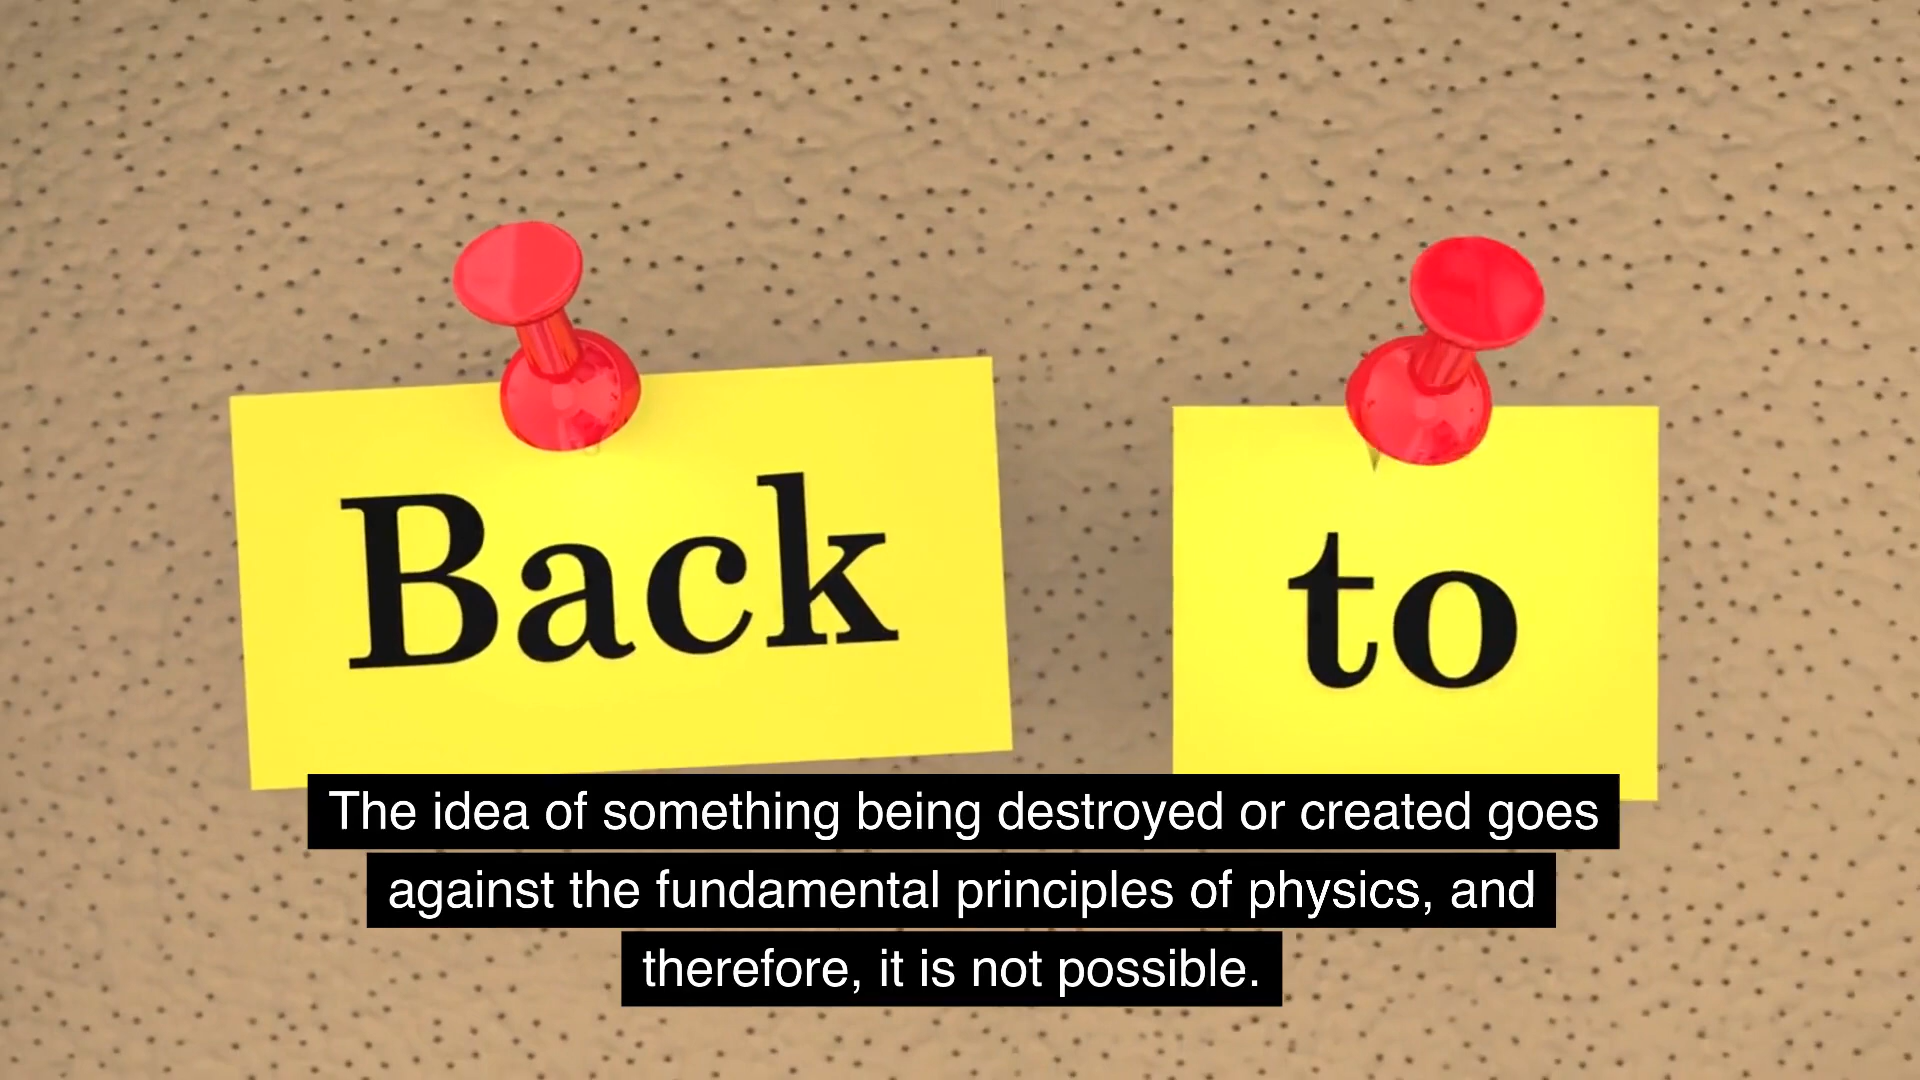 Back to
The idea of something being destroyed or created goes
against the fundamental principles of physics, and
therefore, it is not possible.